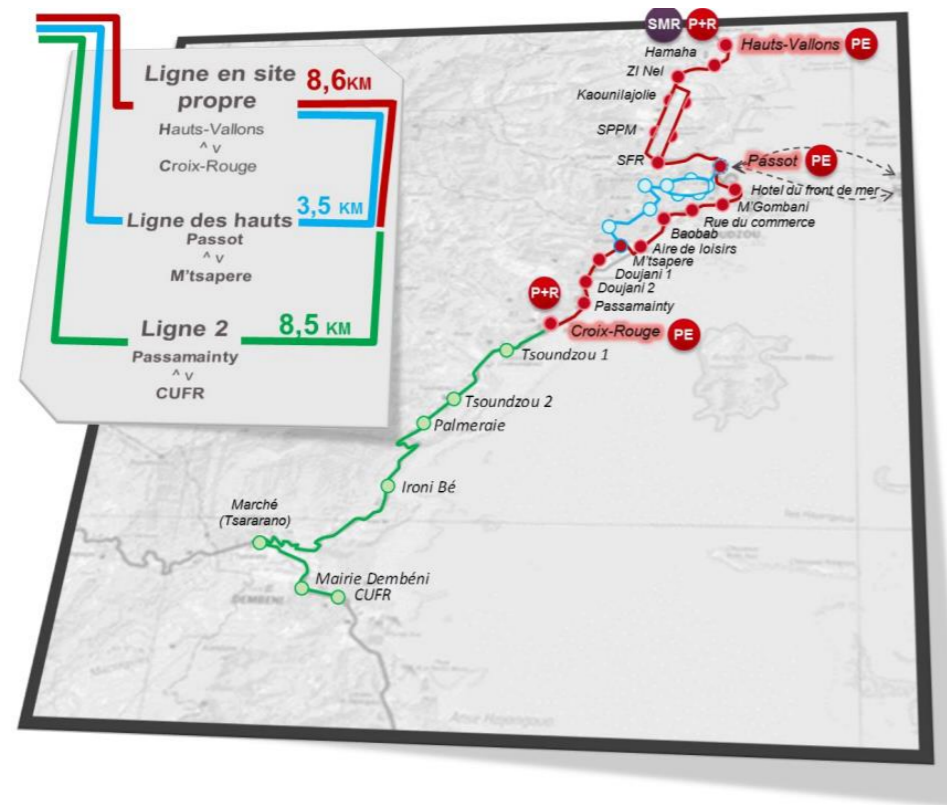 Ligne en site
propre
8,6KM
Hauts-Vallons
^ v
Croix-Rouge
Ligne des hauts
3,5 KM
Passot
^ v
M'tsapere
Ligne 2
8,5 KM
Passamainty
^ v
CUFR
SMR
P+R
Hamaha
Hauts-Vallons
PE
ZI Nel
Kaounilajolie
SPPM
SFR
Passot
PE
Hotel du front de mer
M'Gombani
Rue du commerce
Baobab
Aire de loisirs
M'tsapere
Doujani 1
Doujani 2
P+R
Passamainty
Croix-Rouge
PE
Tsoundzou 1
Tsoundzou 2
Palmeraie
Ironi Bé
Marché
(Tsararano)
Mairie Dembéni
CUFR
DEMBENI